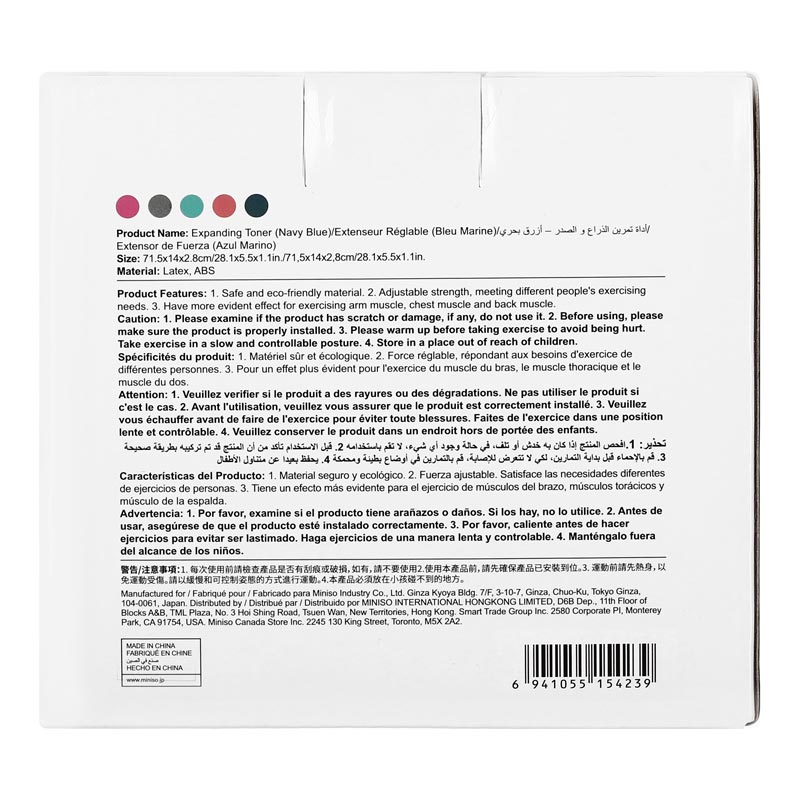 Product Name: Expanding Toner (Navy Blue)/Extenseur Réglable (Bleu Marine)/أداة تمرين الذراع و الصدر – أزرق بحري/
Extensor de Fuerza (Azul Marino)
Size: 71.5x14x2.8cm/28.1x5.5x1.1in./71,5x14x2,8cm/28.1x5.5x1.1in.
Material: Latex, ABS
Product Features: 1. Safe and eco-friendly material. 2. Adjustable strength, meeting different people's exercising
needs. 3. Have more evident effect for exercising arm muscle, chest muscle and back muscle.
Caution: 1. Please examine if the product has scratch or damage, if any, do not use it. 2. Before using, please
make sure the product is properly installed. 3. Please warm up before taking exercise to avoid being hurt.
Take exercise in a slow and controllable posture. 4. Store in a place out of reach of children.
Spécificités du produit: 1. Matériel sûr et écologique. 2. Force réglable, répondant aux besoins d'exercice de
différentes personnes. 3. Pour un effet plus évident pour l'exercice du muscle du bras, le muscle thoracique et le
muscle du dos.
Attention: 1. Veuillez verifier si le produit a des rayures ou des dégradations. Ne pas utiliser le produit si
c'est le cas. 2. Avant l'utilisation, veuillez vous assurer que le produit est correctement installé. 3. Veuillez
vous échauffer avant de faire de l'exercice pour éviter toute blessures. Faites de l'exercice dans une position
lente et contrôlable. 4. Veuillez conserver le produit dans un endroit hors de portée des enfants.
تحذير: 1.افحص المنتج إذا كان به خدش أو تلف، في حالة وجود أي شيء، لا تقم باستخدامه 2. قبل الاستخدام تأكد من أن المنتج قد تم تركيبه بطريقة صحيحة
3. قم بالإحماء قبل بداية التمارين، لكي لا تتعرض للإصابة، قم بالتمارين في أوضاع بطيئة ومحمكة 4. يحفظ بعيدا عن متناول الأطفال
Características del Producto: 1. Material seguro y ecológico. 2. Fuerza ajustable. Satisface las necesidades diferentes
de ejercicios de personas. 3. Tiene un efecto más evidente para el ejercicio de músculos del brazo, músculos torácicos y
músculo de la espalda.
Advertencia: 1. Por favor, examine si el producto tiene arañazos o daños. Si los hay, no lo utilice. 2. Antes de
usar, asegúrese de que el producto esté instalado correctamente. 3. Por favor, caliente antes de hacer
ejercicios para evitar ser lastimado. Haga ejercicios de una manera lenta y controlable. 4. Manténgalo fuera
del alcance de los niños.
警告/注意事項:1. 每次使用前請檢查產品是否有刮痕或破損，如有，請不要使用2.使用本產品前，請先確保產品已安裝到位。3. 運動前請先熱身，以
免運動受傷。請以緩慢和可控制姿態的方式進行運動。4.本產品必須放在小孩碰不到的地方。
Manufactured for / Fabriqué pour / Fabricado para Miniso Industry Co., Ltd. Ginza Kyoya Bldg. 7/F, 3-10-7, Ginza, Chuo-Ku, Tokyo Ginza,
104-0061, Japan. Distributed by / Distribué par / Distribuido por MINISO INTERNATIONAL HONGKONG LIMITED, D6B Dep., 11th Floor of
Blocks A&B, TML Plaza, No. 3 Hoi Shing Road, Tsuen Wan, New Territories, Hong Kong. Smart Trade Group Inc. 2580 Corporate Pl, Monterey
Park, CA 91754, USA. Miniso Canada Store Inc. 2245 130 King Street, Toronto, M5X 2A2.
MADE IN CHINA
FABRIQUÉ EN CHINE
صنع في الصين
HECHO EN CHINA
www.miniso.jp
6 941055 154239